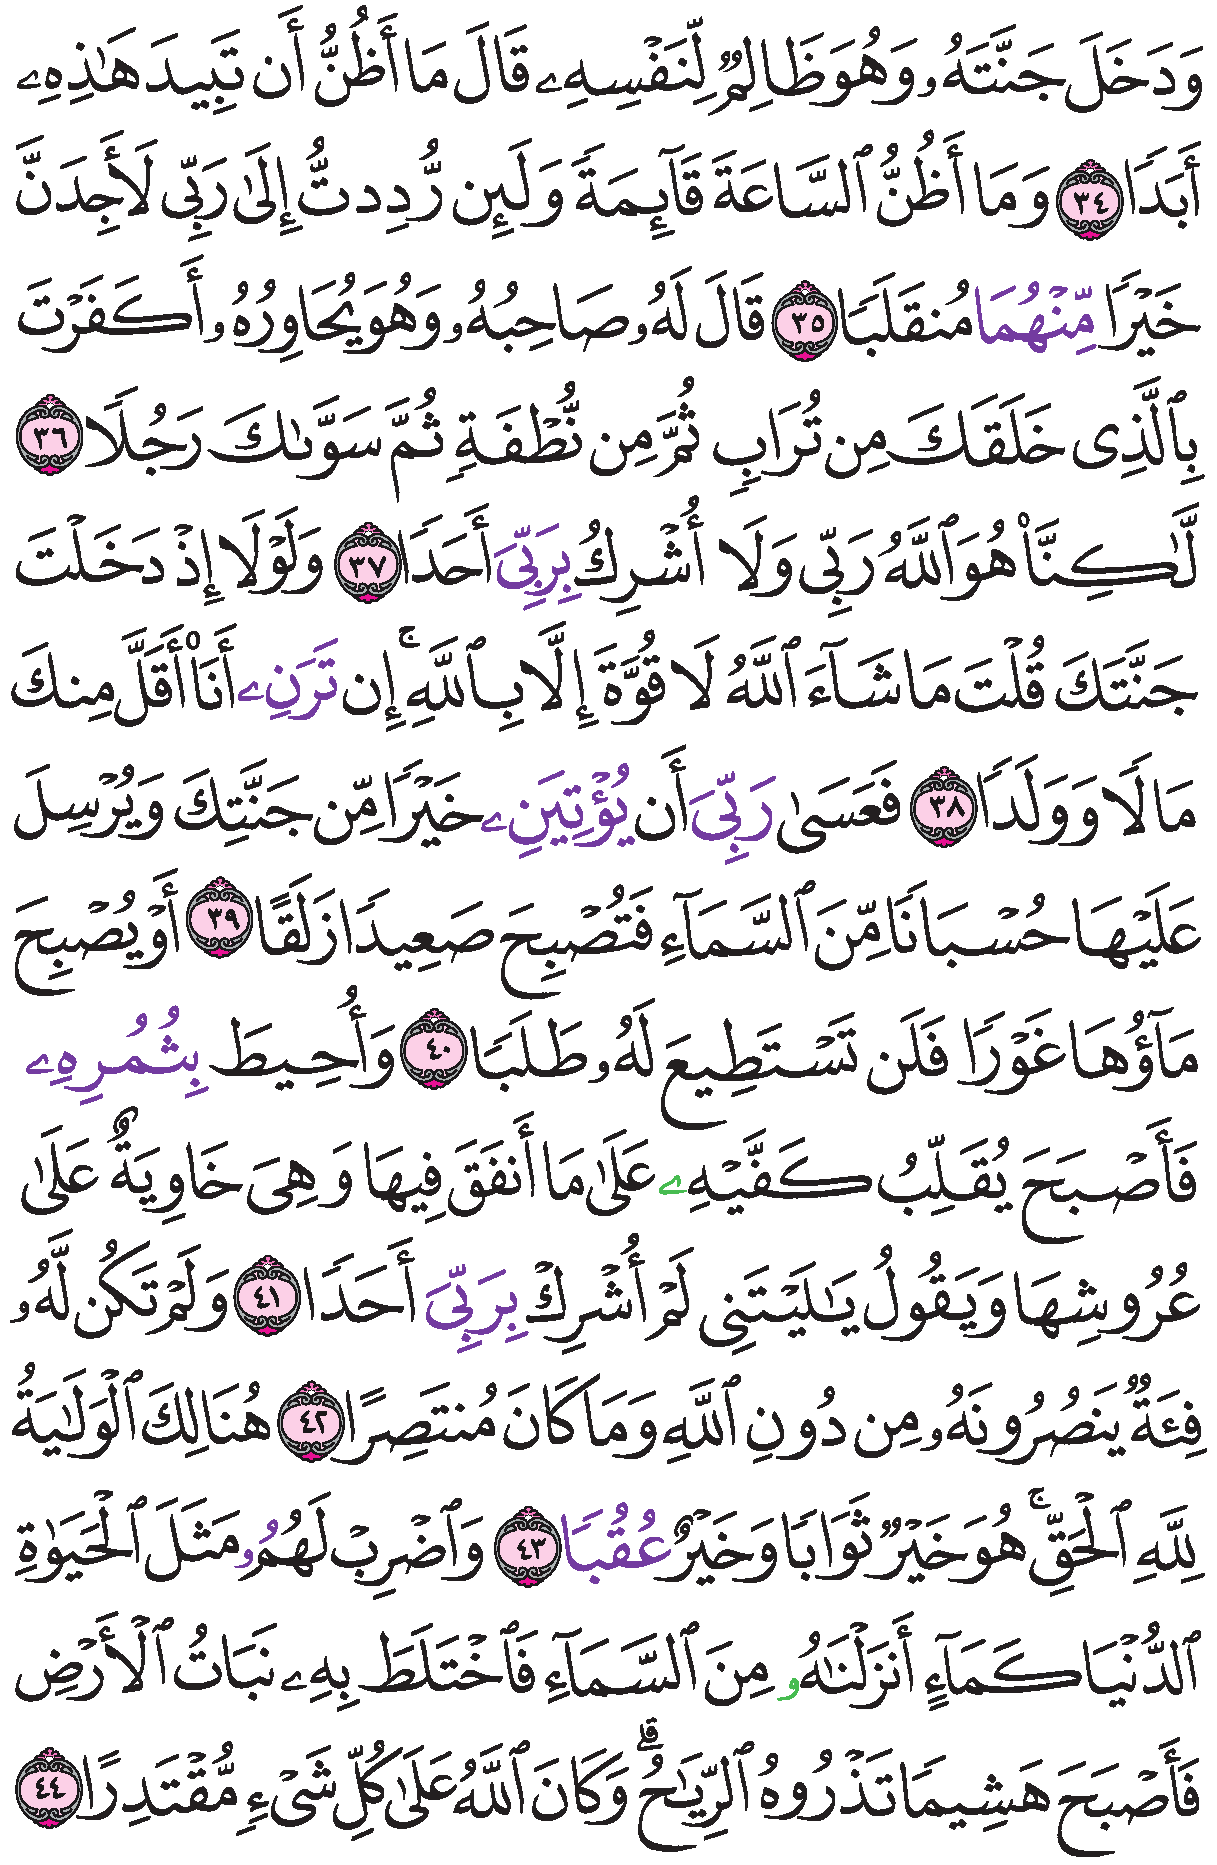 وَدَخَلَ جَنَّتَهُۥ وَهُوَ ظَالِمٌ لِّنَفْسِهِۦ قَالَ مَا أَظُنُّ أَن تَبِيدَ هَٰذِهِۦ
أَبَدًا ٣٤ وَمَا أَظُنُّ ٱلسَّاعَةَ قَآئِمَةً وَلَئِن رُّدِدتُّ إِلَىٰ رَبِّى لَأَجِدَنَّ
خَيْرًا مِّنْهُمَا مُنقَلَبًا ٣٥ قَالَ لَهُۥ صَاحِبُهُۥ وَهُوَ يُحَاوِرُهُۥ أَكَفَرْتَ
بِٱلَّذِى خَلَقَكَ مِن تُرَابٍ ثُمَّ مِن نُّطْفَةٍ ثُمَّ سَوَّىٰكَ رَجُلًا ٣٦
لَّٰكِنَّا۠ هُوَ ٱللَّهُ رَبِّى وَلَا أُشْرِكُ بِرَبِّىَ أَحَدًا ٣٧ وَلَوْلَا إِذْ دَخَلْتَ
جَنَّتَكَ قُلْتَ مَا شَآءَ ٱللَّهُ لَا قُوَّةَ إِلَّا بِٱللَّهِ ۚ إِن تَرَنِۦ أَنَا۠ أَقَلَّ مِنكَ
مَالًا وَوَلَدًا ٣٨ فَعَسَىٰ رَبِّىَ أَن يُؤْتِيَنِۦ خَيْرًا مِّن جَنَّتِكَ وَيُرْسِلَ
عَلَيْهَا حُسْبَانًا مِّنَ ٱلسَّمَآءِ فَتُصْبِحَ صَعِيدًا زَلَقًا ٣٩ أَوْ يُصْبِحَ
مَآؤُهَا غَوْرًا فَلَن تَسْتَطِيعَ لَهُۥ طَلَبًا ٤٠ وَأُحِيطَ بِثُمُرِهِۦ
فَأَصْبَحَ يُقَلِّبُ كَفَّيْهِۦ عَلَىٰ مَا أَنفَقَ فِيهَا وَهِىَ خَاوِيَةٌ عَلَىٰ
عُرُوشِهَا وَيَقُولُ يَٰلَيْتَنِى لَمْ أُشْرِكْ بِرَبِّىَ أَحَدًا ٤١ وَلَمْ تَكُن لَّهُۥ
فِئَةٌ يَنصُرُونَهُۥ مِن دُونِ ٱللَّهِ وَمَا كَانَ مُنتَصِرًا ٤٢ هُنَالِكَ ٱلْوَلَٰيَةُ
لِلَّهِ ٱلْحَقِّ ۚ هُوَ خَيْرٌ ثَوَابًا وَخَيْرٌ عُقُبًا ٤٣ وَٱضْرِبْ لَهُمُۥ مَثَلَ ٱلْحَيَوٰةِ
ٱلدُّنْيَا كَمَآءٍ أَنزَلْنَٰهُۥ مِنَ ٱلسَّمَآءِ فَٱخْتَلَطَ بِهِۦ نَبَاتُ ٱلْأَرْضِ
فَأَصْبَحَ هَشِيمًا تَذْرُوهُ ٱلرِّيَٰحُ ۗ وَكَانَ ٱللَّهُ عَلَىٰ كُلِّ شَىْءٍ مُّقْتَدِرًا ٤٤